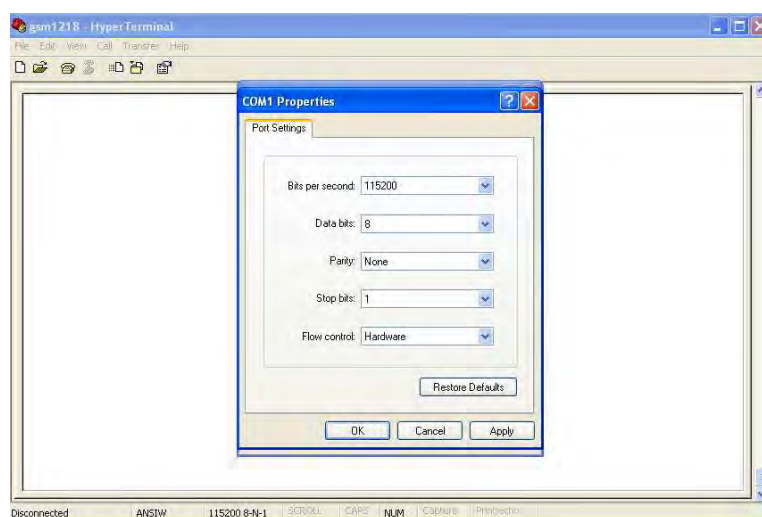 gsm1218 - HyperTerminal
File Edit View Call Transfer Help
COM1 Properties
Port Settings
Bits per second: 115200
Data bits: 8
Parity: None
Stop bits: 1
Flow control: Hardware
Restore Defaults
OK Cancel Apply
Disconnected ANSIW 115200 8-N-1 SCROLL CAPS NUM Capture Print echo